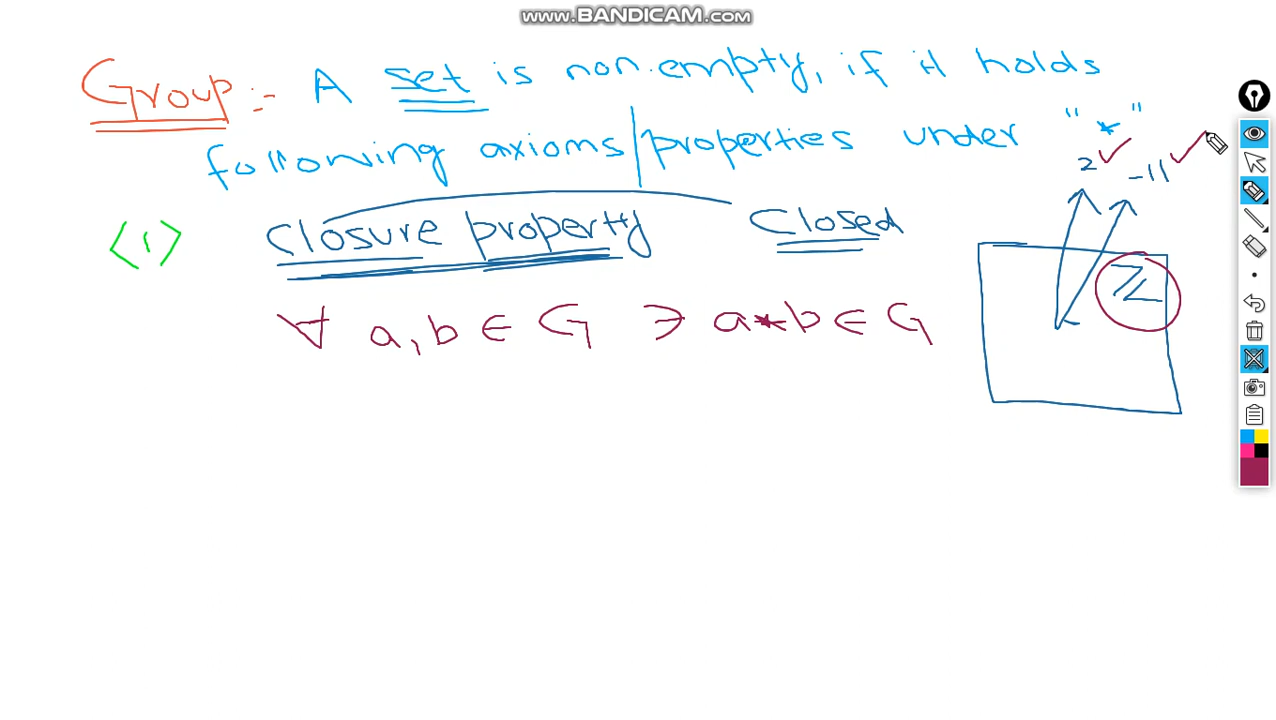 www.BANDICAM.com
Group:- A set is non.empty, if it holds
following axioms/properties under "*"
2 -11
<1> Closure property Closed
ℤ
∀ a,b ∈ G ∋ a*b ∈ G